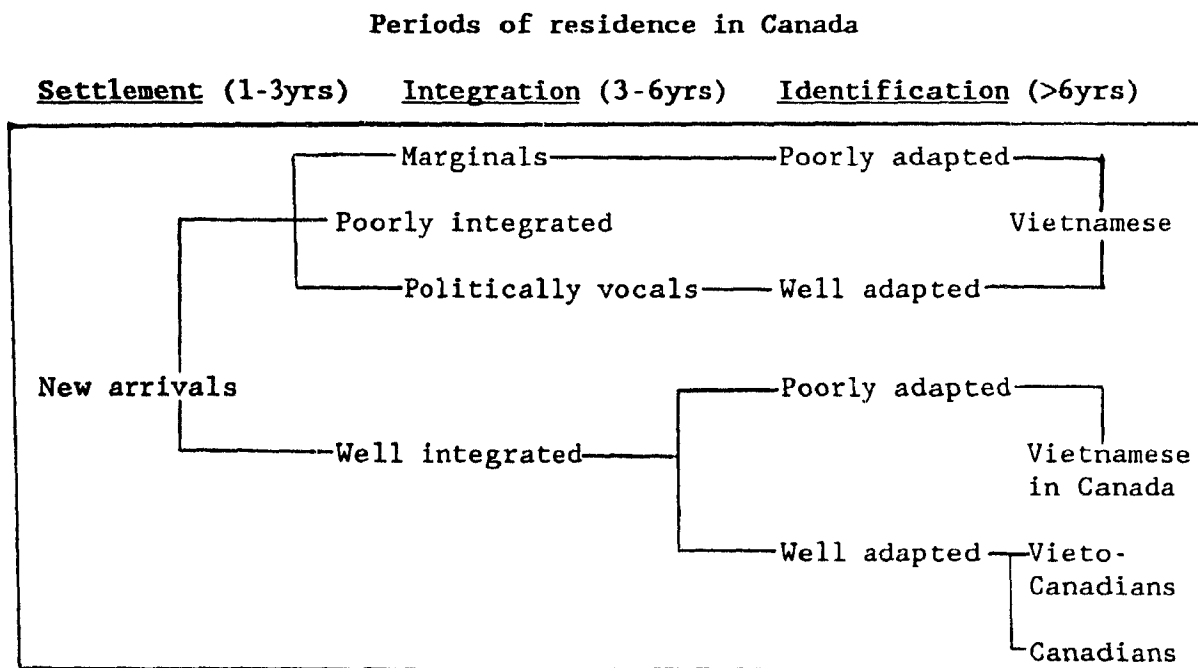 Periods of residence in Canada
Settlement (1-3yrs) Integration (3-6yrs) Identification (>6yrs)
Marginals Poorly adapted
Poorly integrated Vietnamese
Politically vocals Well adapted
New arrivals Poorly adapted
Well integrated Vietnamese
in Canada
Well adapted Vieto-
Canadians
Canadians